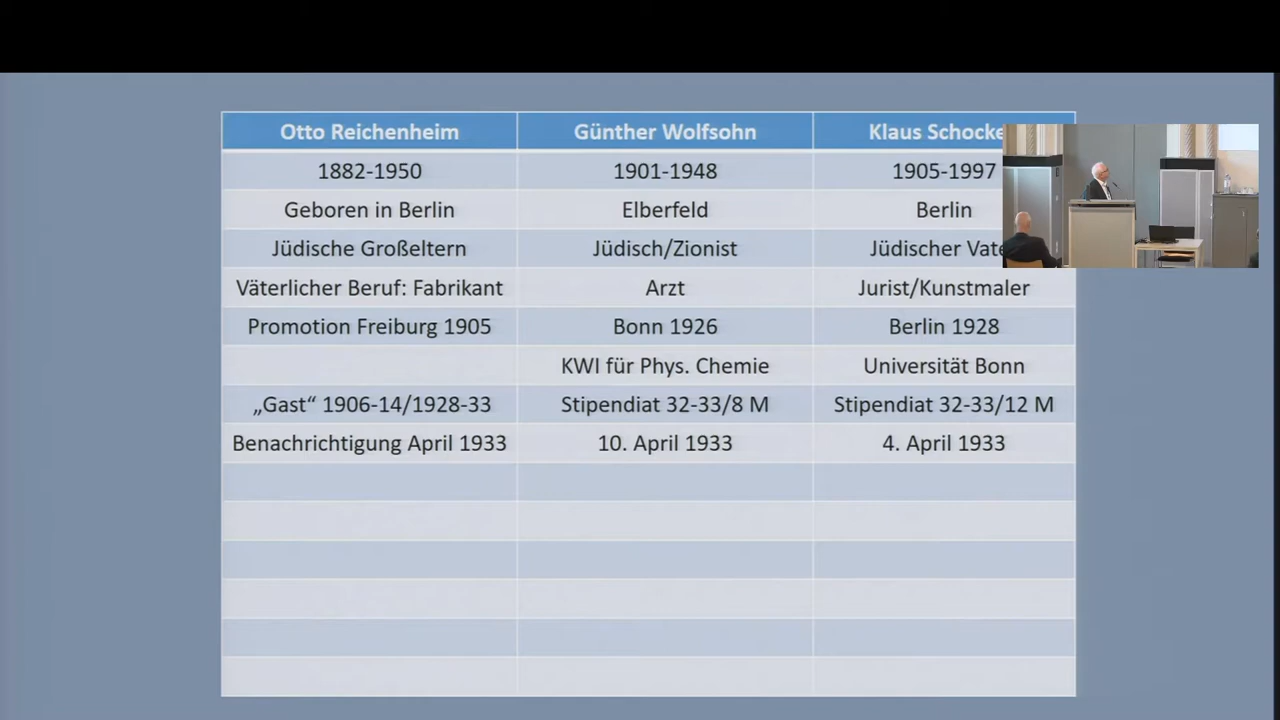 Otto Reichenheim Günther Wolfsohn Klaus
1882-1950 1901-1948 1905-1997
Geboren in Berlin Elberfeld Berlin
Jüdische Großeltern Jüdisch/Zionist Jüdischer
Väterlicher Beruf: Fabrikant Arzt Jurist/Kunstmaler
Promotion Freiburg 1905 Bonn 1926 Berlin 1928
KWI für Phys. Chemie Universität Bonn
„Gast“ 1906-14/1928-33 Stipendiat 32-33/8 M Stipendiat 32-33/12 M
Benachrichtigung April 1933 10. April 1933 4. April 1933